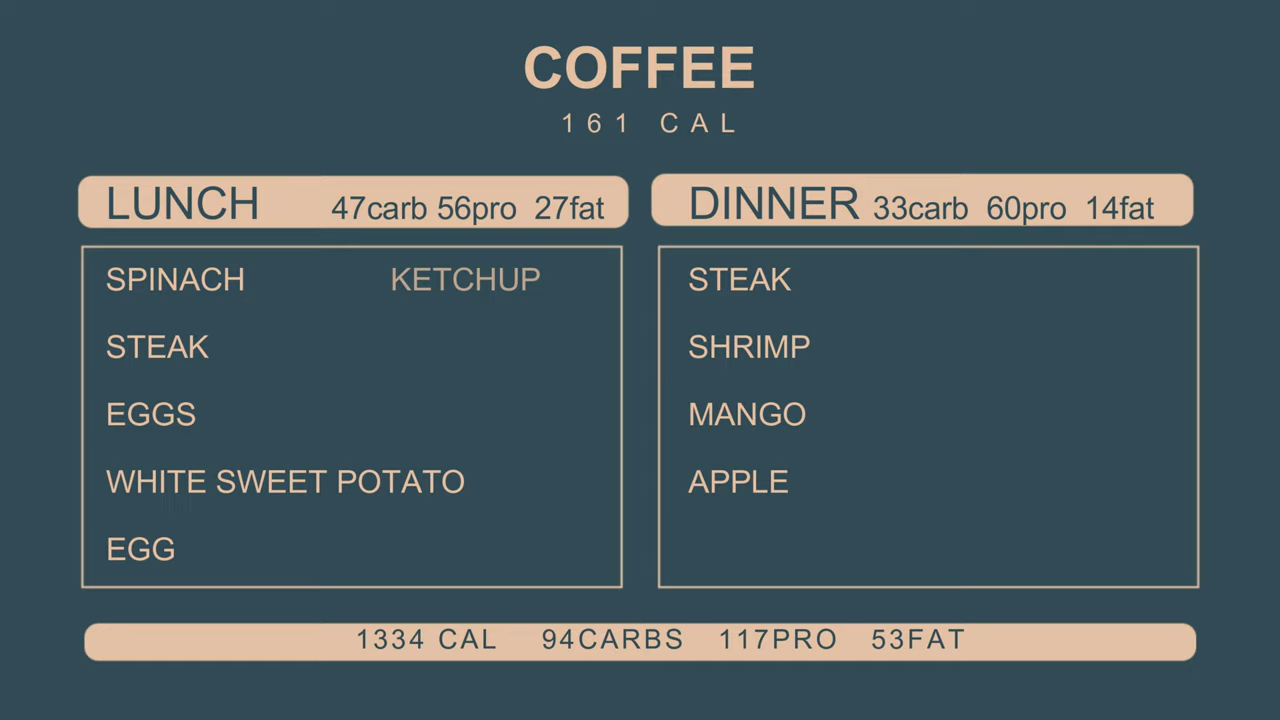 COFFEE
161 CAL
LUNCH 47carb 56pro 27fat
SPINACH KETCHUP
STEAK
EGGS
WHITE SWEET POTATO
EGG
DINNER 33carb 60pro 14fat
STEAK
SHRIMP
MANGO
APPLE
1334 CAL 94CARBS 117PRO 53FAT